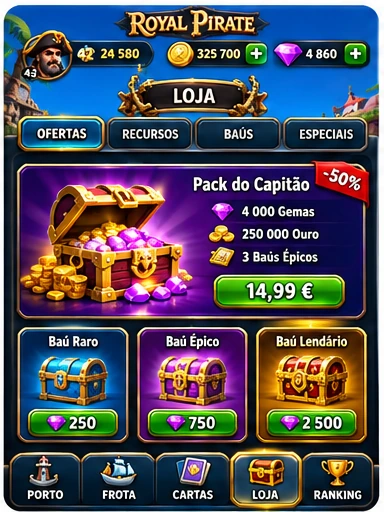 ROYAL PIRATE
49
42 24 580
325 700 +
4 860 +
LOJA
OFERTAS
RECURSOS
BAÚS
ESPECIAIS
Pack do Capitão
-50%
4 000 Gemas
250 000 Ouro
3 Baús Épicos
14,99 €
Baú Raro
Baú Épico
Baú Lendário
250
750
2 500
PORTO
FROTA
CARTAS
LOJA
RANKING